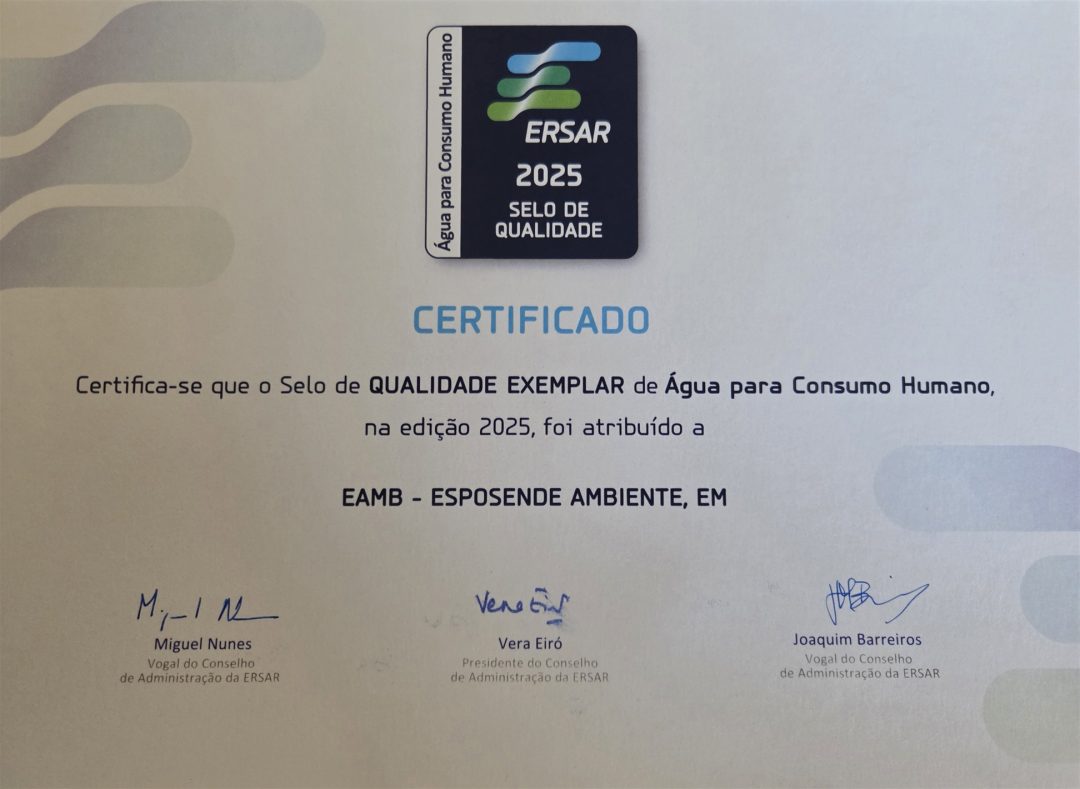 Água para Consumo Humano
ERSAR
2025
SELO DE
QUALIDADE
CERTIFICADO
Certifica-se que o Selo de QUALIDADE EXEMPLAR de Água para Consumo Humano,
na edição 2025, foi atribuído a
EAMB - ESPOSENDE AMBIENTE, EM
Vera Eiró
Miguel Nunes
Vogal do Conselho
de Administração da ERSAR
Vera Eiró
Presidente do Conselho
de Administração da ERSAR
Joaquim Barreiros
Vogal do Conselho
de Administração da ERSAR